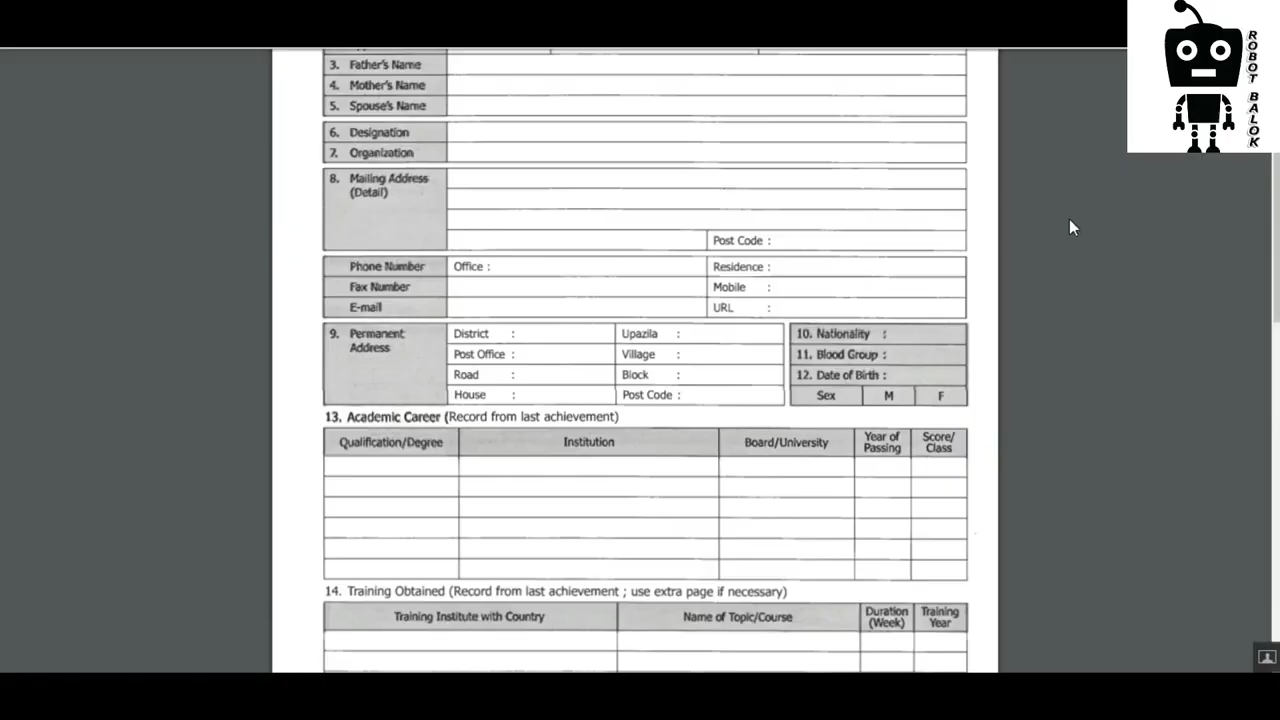 3. Father's Name
4. Mother's Name
5. Spouse's Name
6. Designation
7. Organization
8. Mailing Address
(Detail)
Post Code :
Phone Number Office : Residence :
Fax Number Mobile :
E-mail URL :
9. Permanent Address
District : Upazila :
Post Office : Village :
Road : Block :
House : Post Code :
10. Nationality :
11. Blood Group :
12. Date of Birth :
Sex M F
13. Academic Career (Record from last achievement)
Qualification/Degree Institution Board/University Year of Passing Score/Class
14. Training Obtained (Record from last achievement ; use extra page if necessary)
Training Institute with Country Name of Topic/Course Duration (Week) Training Year
ROBOT BALOK